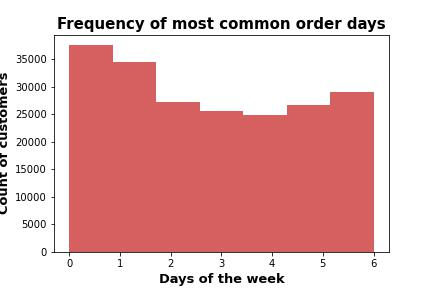 Frequency of most common order days
Count of customers
35000
30000
25000
20000
15000
10000
5000
0
0 1 2 3 4 5 6
Days of the week